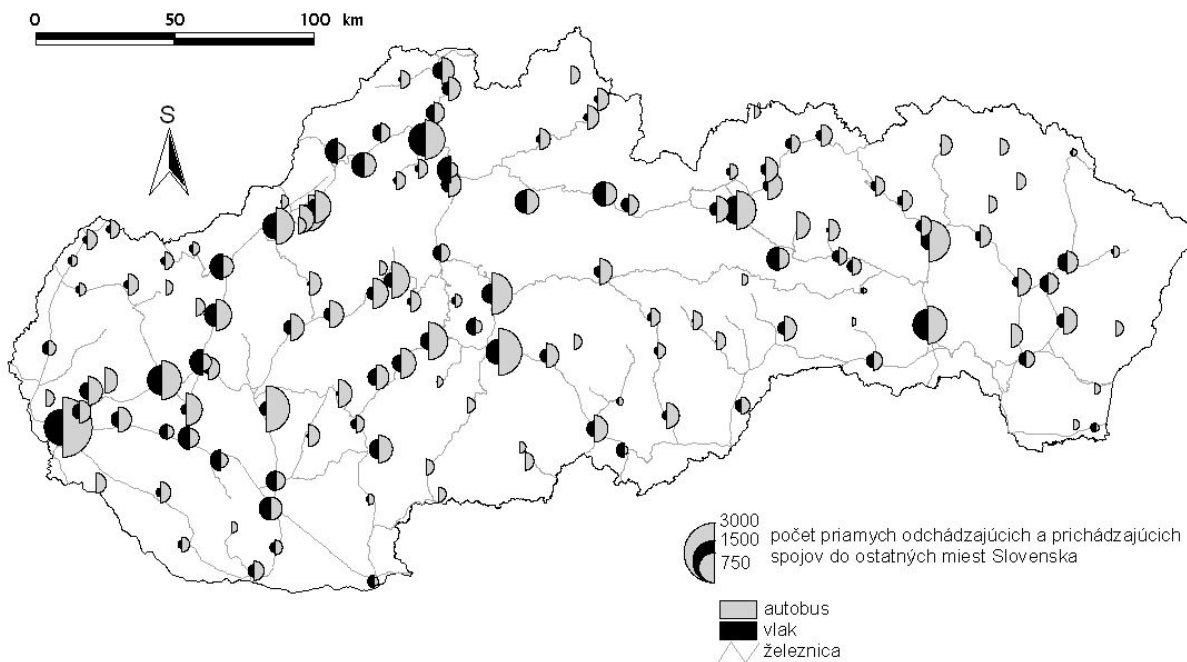 0 50 100 km
S
3000
1500
750
počet priamych odchádzajúcich a prichádzajúcich
spojov do ostatných miest Slovenska
autobus
vlak
železnica